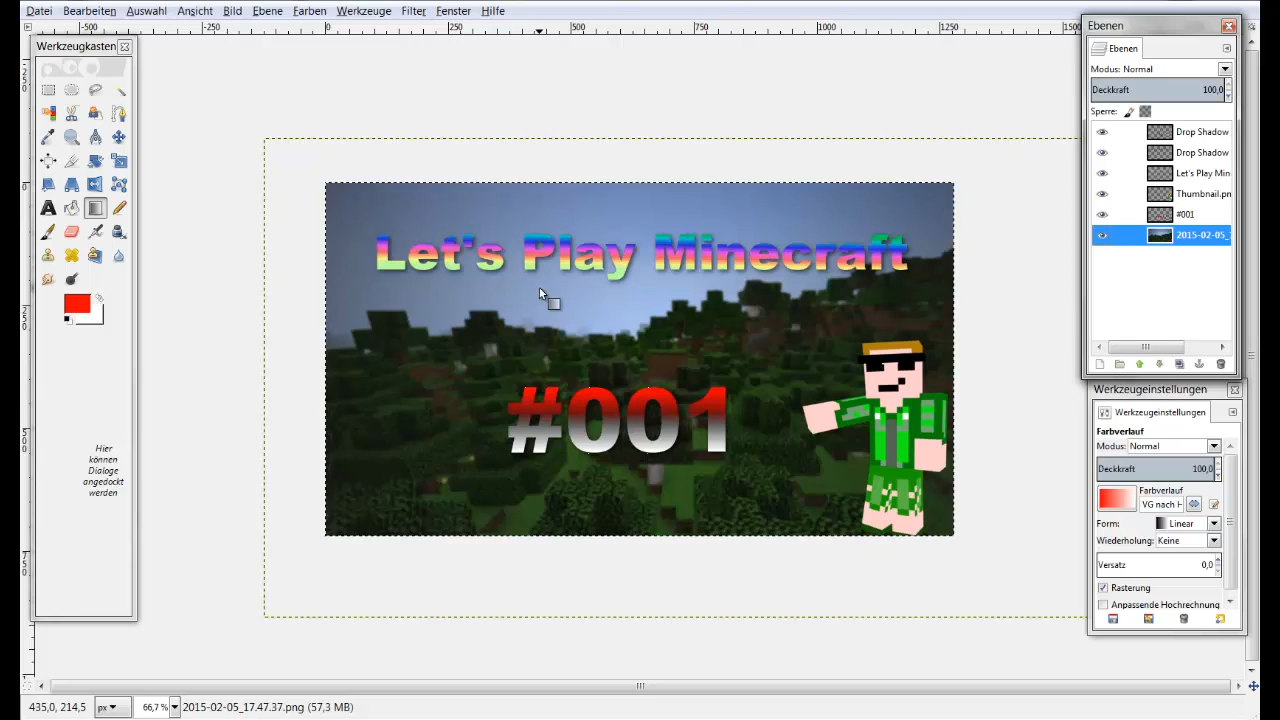 Datei Bearbeiten Auswahl Ansicht Bild Ebene Farben Werkzeuge Filter Fenster Hilfe
-500 -250 0 250 500 750 1000 1250
Werkzeugkasten
Hier
können
Dialoge
angedockt
werden
Let's Play Minecraft
#001
Ebenen
Ebenen
Modus: Normal
Deckkraft 100,0
Sperre:
Drop Shadow
Drop Shadow
Let's Play Min
Thumbnail.pn
#001
2015-02-05_
Werkzeugeinstellungen
Werkzeugeinstellungen
Farbverlauf
Modus: Normal
Deckkraft 100,0
Farbverlauf
VG nach H
Form: Linear
Wiederholung: Keine
Versatz 0,0
Rasterung
Anpassende Hochrechnung
435,0, 214,5 px 66,7 % 2015-02-05_17.47.37.png (57,3 MB)